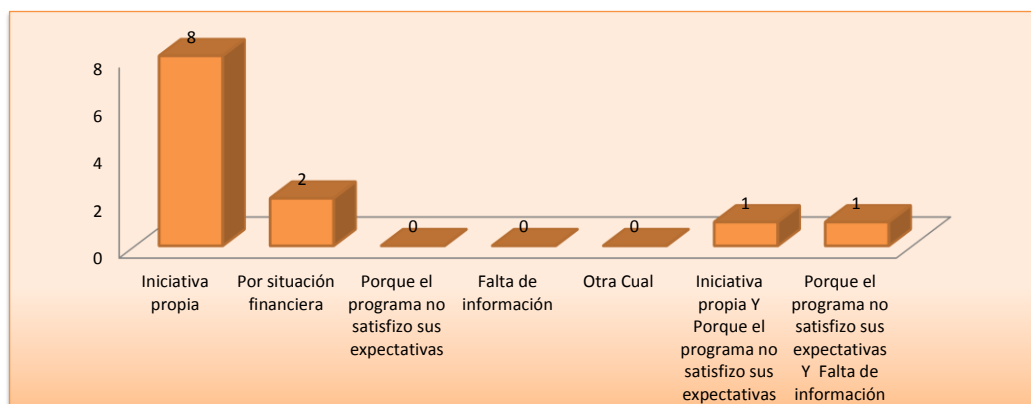 8
2
0
0
0
1
1
8
6
4
2
0
Iniciativa
propia
Por situación
financiera
Porque el
programa no
satisfizo sus
expectativas
Falta de
información
Otra Cual
Iniciativa
propia Y
Porque el
programa no
satisfizo sus
expectativas
Porque el
programa no
satisfizo sus
expectativas
Y Falta de
información